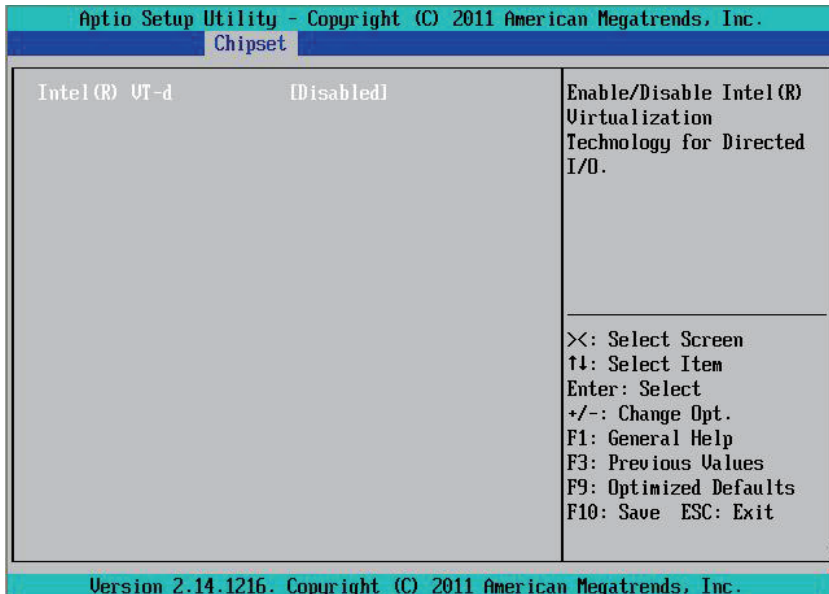 Aptio Setup Utility - Copyright (C) 2011 American Megatrends, Inc.
Chipset
Intel(R) VT-d [Disabled]
Enable/Disable Intel(R)
Virtualization
Technology for Directed
I/O.
><: Select Screen
↑↓: Select Item
Enter: Select
+/-: Change Opt.
F1: General Help
F3: Previous Values
F9: Optimized Defaults
F10: Save ESC: Exit
Version 2.14.1216. Copyright (C) 2011 American Megatrends, Inc.